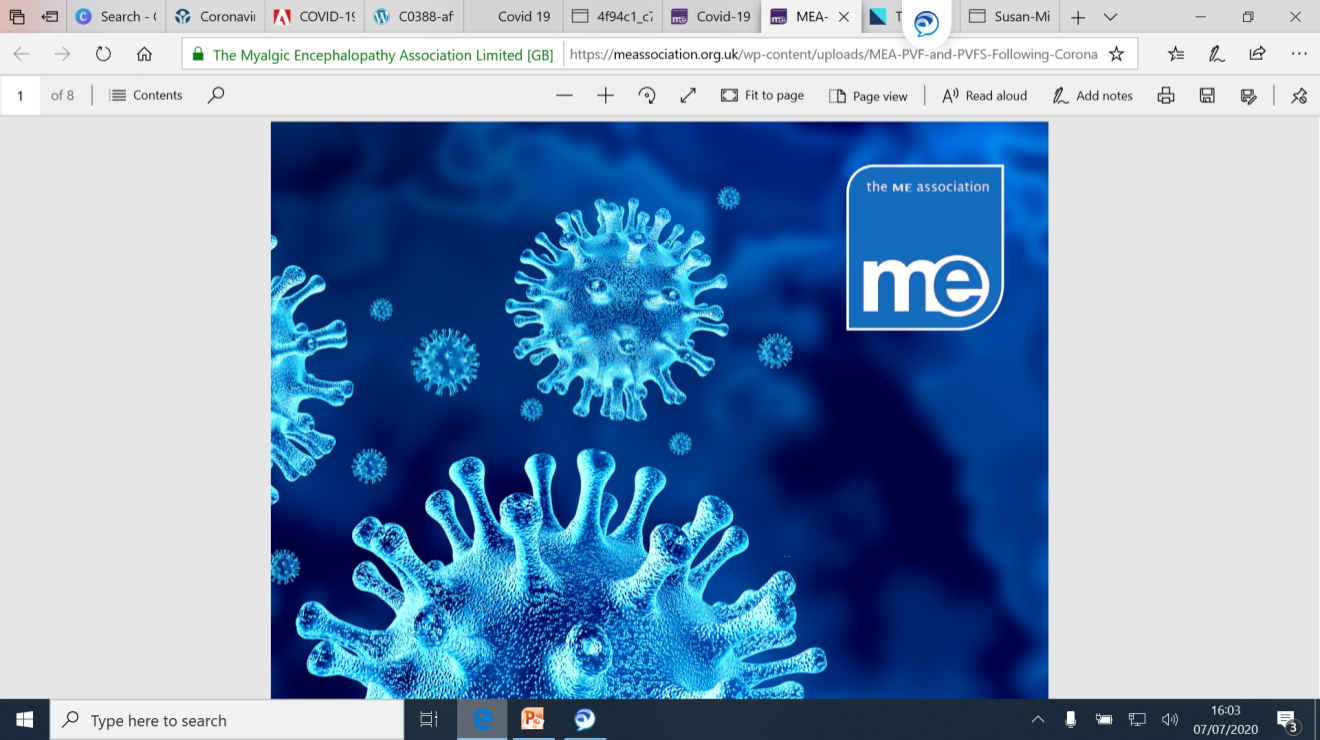 Search - (
Coronavi
COVID-19
C0388-af
Covid 19
4f94c1_c7
Covid-19
MEA-
T
Susan-Mi
The Myalgic Encephalopathy Association Limited [GB]
https://meassociation.org.uk/wp-content/uploads/MEA-PVF-and-PVFS-Following-Corona
1 of 8
Contents
Fit to page
Page view
Read aloud
Add notes
the ME association
me
Type here to search
16:03
07/07/2020
3